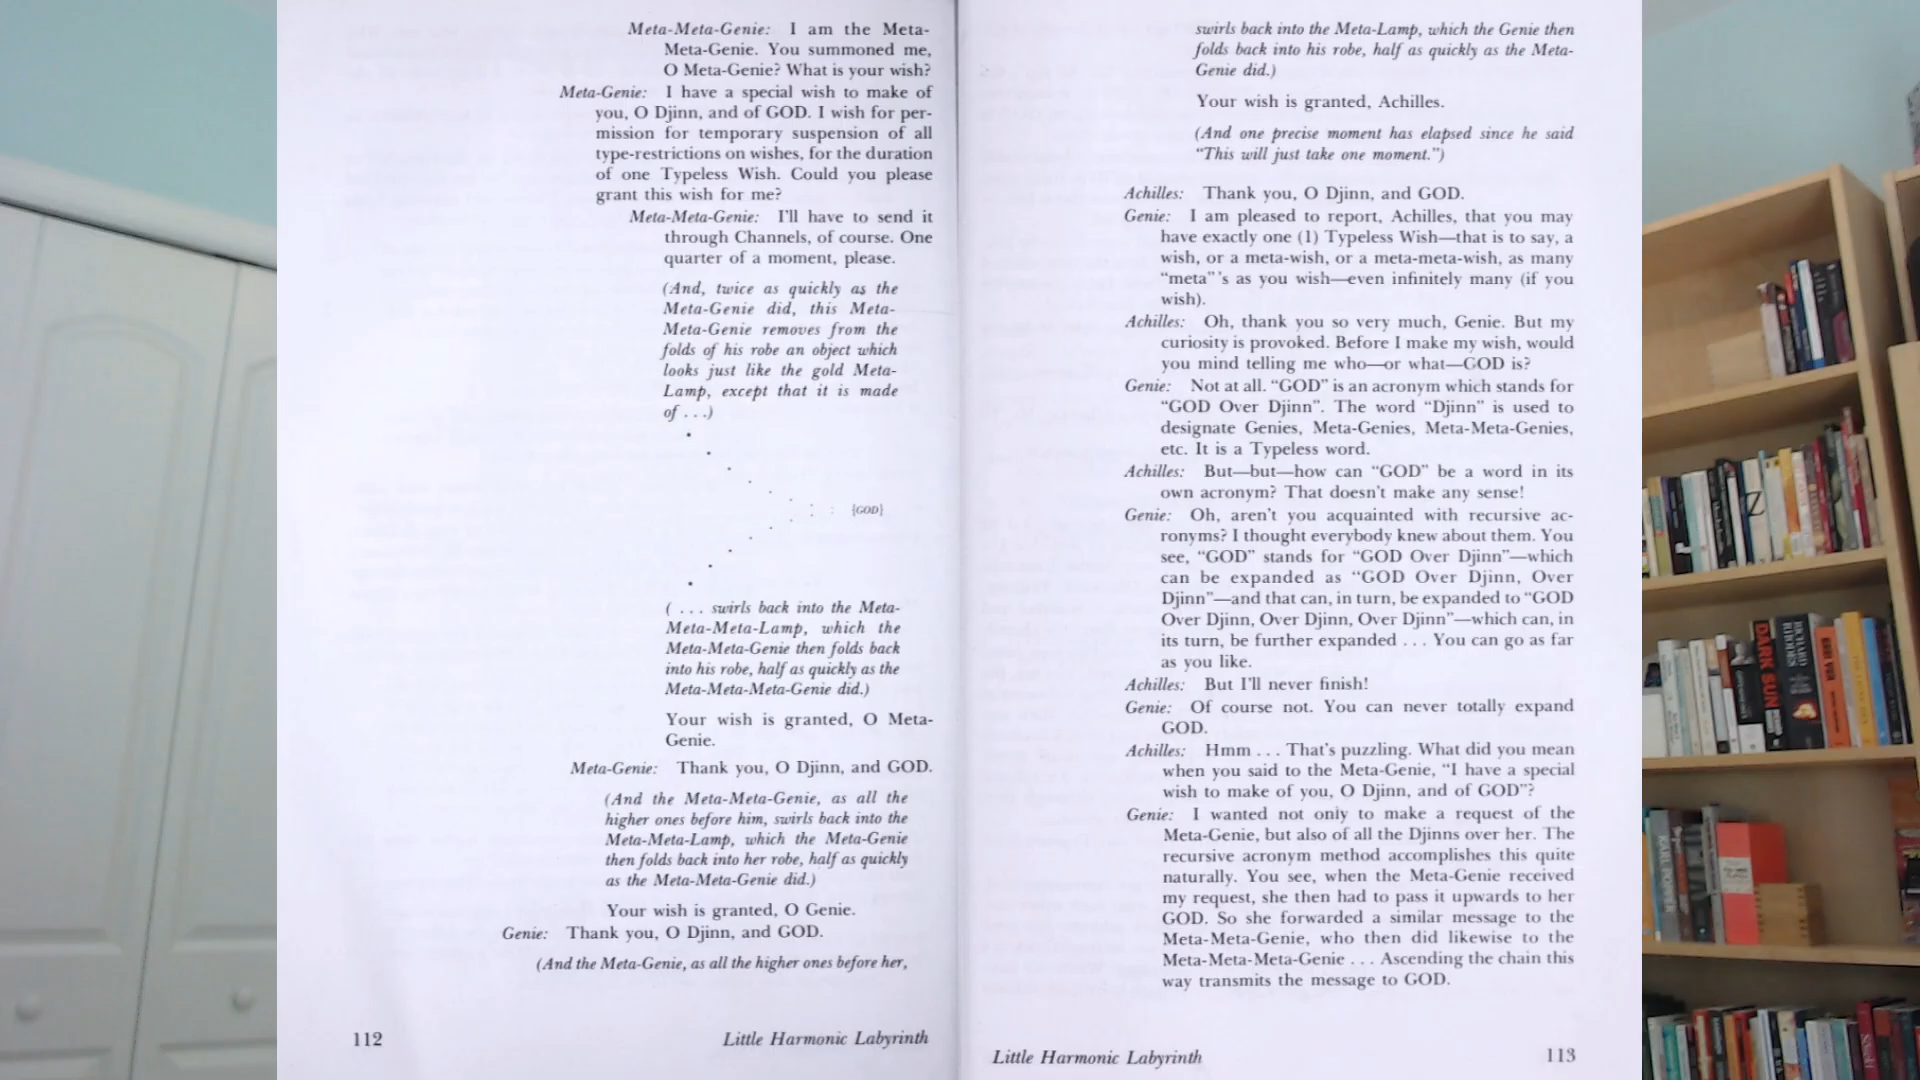 Meta-Meta-Genie: I am the Meta-
Meta-Genie. You summoned me,
O Meta-Genie? What is your wish?
Meta-Genie: I have a special wish to make of
you, O Djinn, and of GOD. I wish for per-
mission for temporary suspension of all
type-restrictions on wishes, for the duration
of one Typeless Wish. Could you please
grant this wish for me?
Meta-Meta-Genie: I'll have to send it
through Channels, of course. One
quarter of a moment, please.
(And, twice as quickly as the
Meta-Genie did, this Meta-
Meta-Genie removes from the
folds of his robe an object which
looks just like the gold Meta-
Lamp, except that it is made
of . . .)
{GOD}
( . . . swirls back into the Meta-
Meta-Meta-Lamp, which the
Meta-Meta-Genie then folds back
into his robe, half as quickly as the
Meta-Meta-Meta-Genie did.)
Your wish is granted, O Meta-
Genie.
Meta-Genie: Thank you, O Djinn, and GOD.
(And the Meta-Meta-Genie, as all the
higher ones before him, swirls back into the
Meta-Meta-Lamp, which the Meta-Genie
then folds back into her robe, half as quickly
as the Meta-Meta-Genie did.)
Your wish is granted, O Genie.
Genie: Thank you, O Djinn, and GOD.
(And the Meta-Genie, as all the higher ones before her,
112
Little Harmonic Labyrinth
swirls back into the Meta-Lamp, which the Genie then
folds back into his robe, half as quickly as the Meta-
Genie did.)
Your wish is granted, Achilles.
(And one precise moment has elapsed since he said
“This will just take one moment.”)
Achilles: Thank you, O Djinn, and GOD.
Genie: I am pleased to report, Achilles, that you may
have exactly one (1) Typeless Wish—that is to say, a
wish, or a meta-wish, or a meta-meta-wish, as many
“meta”'s as you wish—even infinitely many (if you
wish).
Achilles: Oh, thank you so very much, Genie. But my
curiosity is provoked. Before I make my wish, would
you mind telling me who—or what—GOD is?
Genie: Not at all. “GOD” is an acronym which stands for
“GOD Over Djinn”. The word “Djinn” is used to
designate Genies, Meta-Genies, Meta-Meta-Genies,
etc. It is a Typeless word.
Achilles: But—but—how can “GOD” be a word in its
own acronym? That doesn't make any sense!
Genie: Oh, aren't you acquainted with recursive ac-
ronyms? I thought everybody knew about them. You
see, “GOD” stands for “GOD Over Djinn”—which
can be expanded as “GOD Over Djinn, Over
Djinn”—and that can, in turn, be expanded to “GOD
Over Djinn, Over Djinn, Over Djinn”—which can, in
its turn, be further expanded . . . You can go as far
as you like.
Achilles: But I'll never finish!
Genie: Of course not. You can never totally expand
GOD.
Achilles: Hmm . . . That's puzzling. What did you mean
when you said to the Meta-Genie, “I have a special
wish to make of you, O Djinn, and of GOD”?
Genie: I wanted not only to make a request of the
Meta-Genie, but also of all the Djinns over her. The
recursive acronym method accomplishes this quite
naturally. You see, when the Meta-Genie received
my request, she then had to pass it upwards to her
GOD. So she forwarded a similar message to the
Meta-Meta-Genie, who then did likewise to the
Meta-Meta-Meta-Genie . . . Ascending the chain this
way transmits the message to GOD.
Little Harmonic Labyrinth
113
DARK SUN
RICHARD RHODES
KARL POPPER